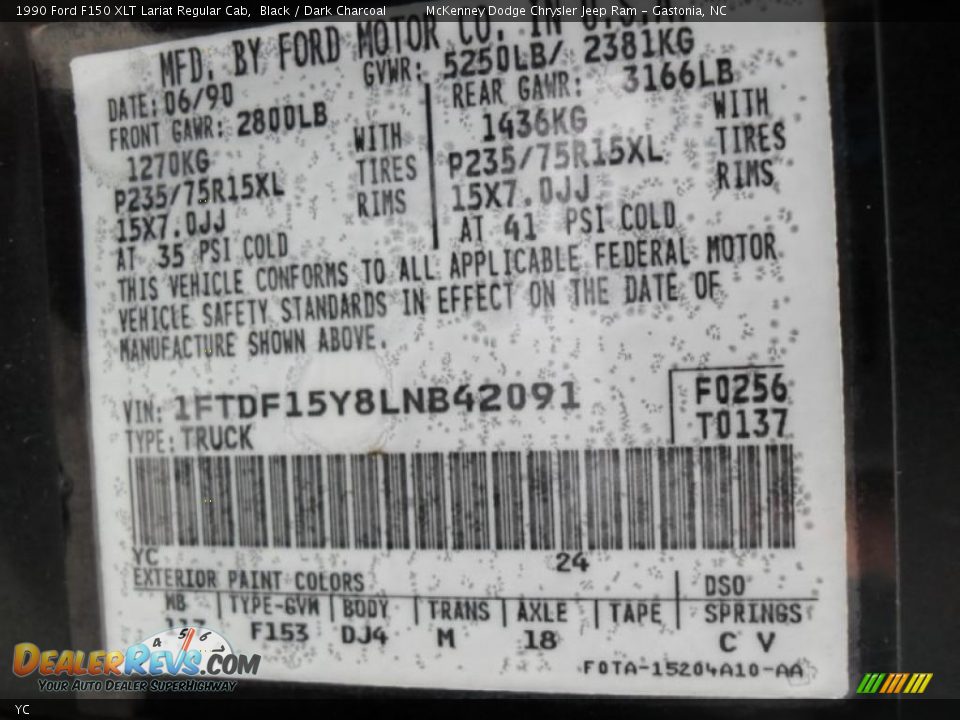 1990 Ford F150 XLT Lariat Regular Cab, Black / Dark Charcoal McKenney Dodge Chrysler Jeep Ram - Gastonia, NC
MFD. BY FORD MOTOR CO. IN
DATE: 06/90 GVWR: 5250LB/ 2381KG
FRONT GAWR: 2800LB REAR GAWR: 3166LB
1270KG WITH 1436KG WITH
P235/75R15XL TIRES P235/75R15XL TIRES
15X7.0JJ RIMS 15X7.0JJ RIMS
AT 35 PSI COLD AT 41 PSI COLD
THIS VEHICLE CONFORMS TO ALL APPLICABLE FEDERAL MOTOR
VEHICLE SAFETY STANDARDS IN EFFECT ON THE DATE OF
MANUFACTURE SHOWN ABOVE.
VIN: 1FTDF15Y8LNB42091 F0256
TYPE: TRUCK T0137
YC 24
EXTERIOR PAINT COLORS DSO
WB TYPE-GVW BODY TRANS AXLE TAPE SPRINGS
F153 DJ4 M 18 C V
F0TA-15204A10-AA
4 5 6
DEALERREVS.COM
YOUR AUTO DEALER SUPERHIGHWAY
YC